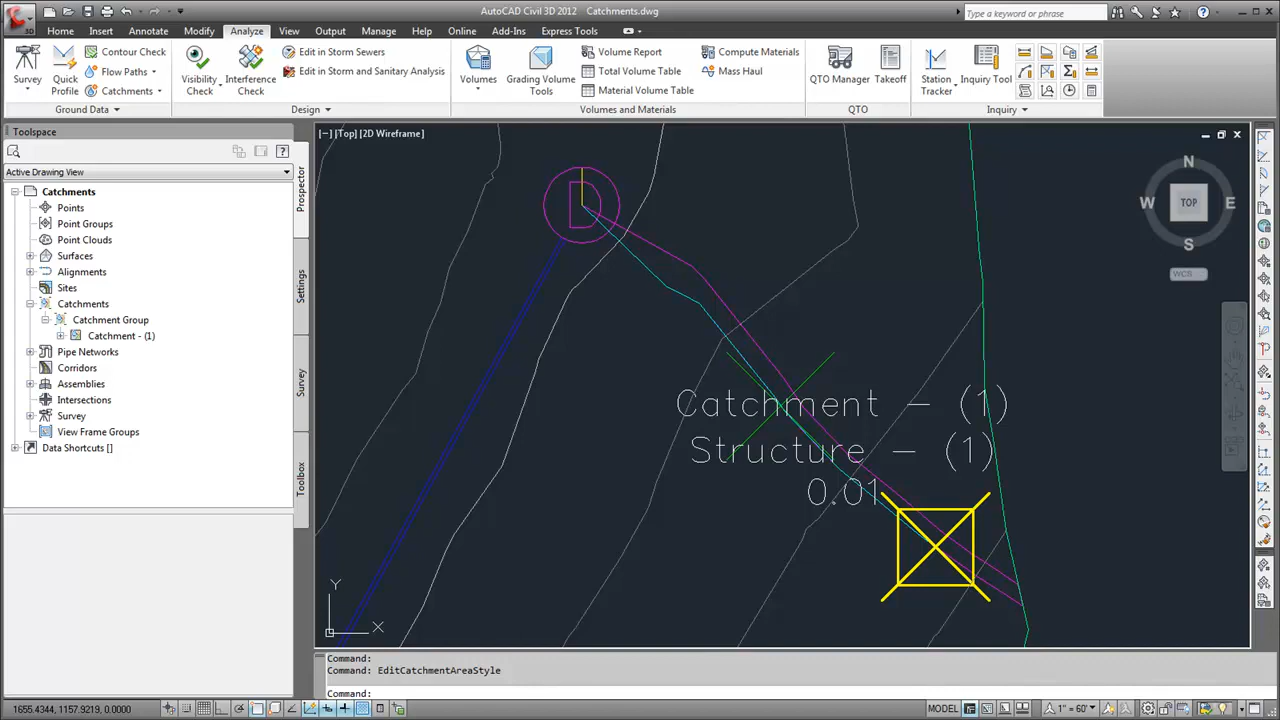 AutoCAD Civil 3D 2012 Catchments.dwg
Type a keyword or phrase
Home Insert Annotate Modify Analyze View Output Manage Help Online Add-Ins Express Tools
Survey
Quick Profile
Contour Check
Flow Paths
Catchments
Ground Data
Visibility Check
Interference Check
Edit in Storm Sewers
Edit in Storm and Sanitary Analysis
Design
Volumes
Grading Volume Tools
Volume Report
Total Volume Table
Material Volume Table
Compute Materials
Mass Haul
Volumes and Materials
QTO Manager
Takeoff
QTO
Station Tracker
Inquiry Tool
Inquiry
Toolspace
Active Drawing View
Catchments
Points
Point Groups
Point Clouds
Surfaces
Alignments
Sites
Catchments
Catchment Group
Catchment - (1)
Pipe Networks
Corridors
Assemblies
Intersections
Survey
View Frame Groups
Data Shortcuts []
Prospector
Settings
Survey
Toolbox
[−] [Top] [2D Wireframe]
D
Catchment – (1)
Structure – (1)
0.01
N
W TOP E
S
WCS
Y
X
Command:
Command: EditCatchmentAreaStyle
Command:
1655.4344, 1157.9219, 0.0000
MODEL
1" = 60'